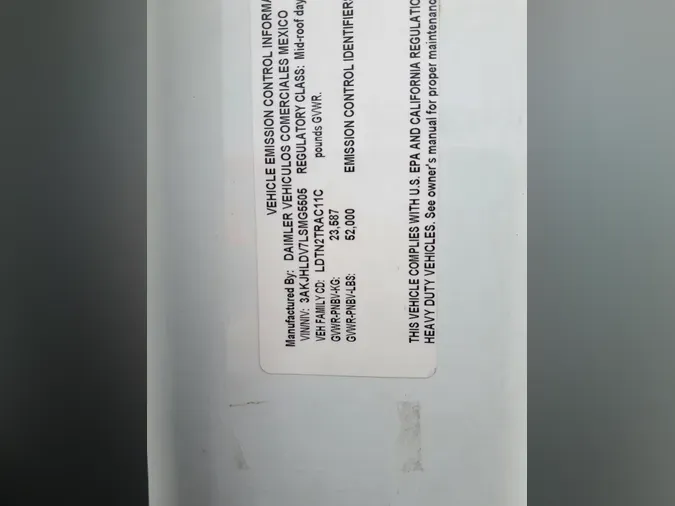 VEHICLE EMISSION CONTROL INFORMA
Manufactured By: DAIMLER VEHICULOS COMERCIALES MEXICO
VIN/NIV: 3AKJHLDV7LSMG5505 REGULATORY CLASS: Mid-roof day
VEH FAMILY CD: LDTN2TRAC11C pounds GVWR.
GVWR-PNBV-KG: 23,587
GVWR-PNBV-LBS: 52,000 EMISSION CONTROL IDENTIFIERS
THIS VEHICLE COMPLIES WITH U.S. EPA AND CALIFORNIA REGULATIO
HEAVY DUTY VEHICLES. See owner's manual for proper maintenanc